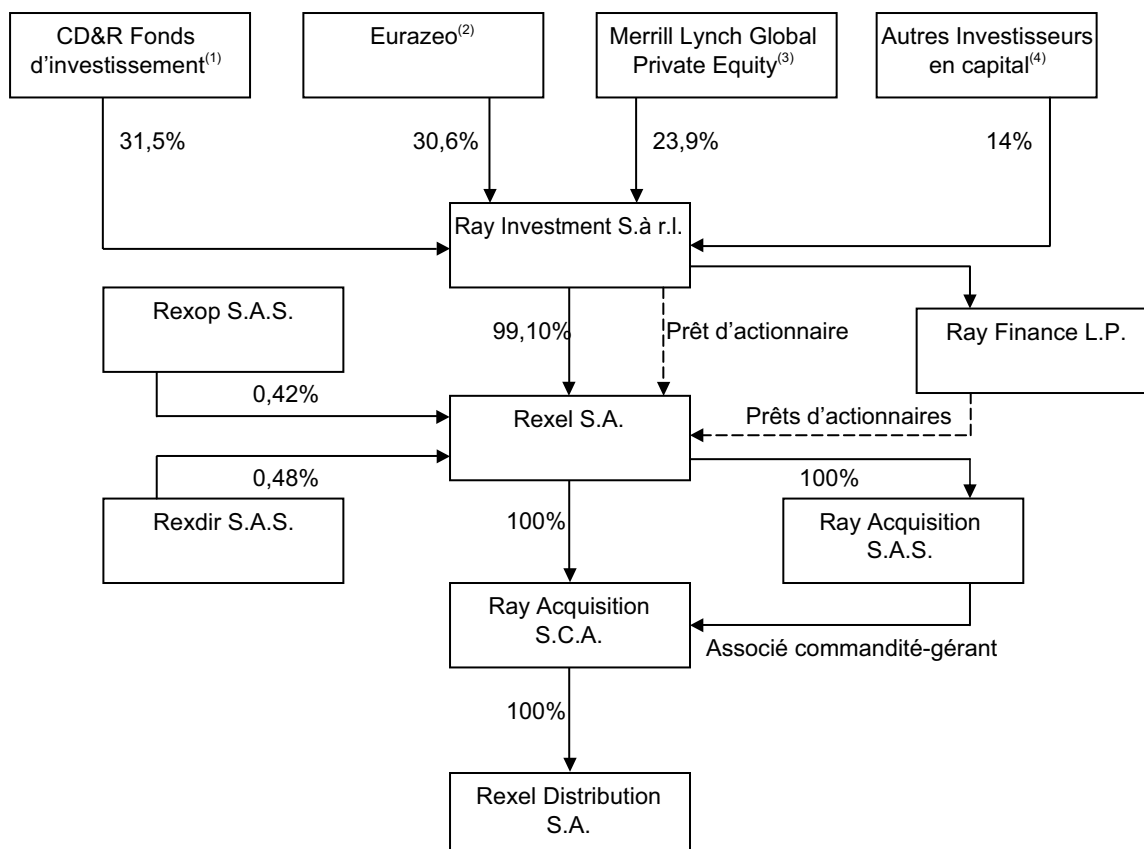 CD&R Fonds
d’investissement(1)
Eurazeo(2)
Merrill Lynch Global
Private Equity(3)
Autres Investisseurs
en capital(4)
31,5%
30,6%
23,9%
14%
Ray Investment S.à r.l.
Rexop S.A.S.
99,10%
Prêt d’actionnaire
Ray Finance L.P.
0,42%
Rexel S.A.
Prêts d’actionnaires
0,48%
100%
Rexdir S.A.S.
100%
Ray Acquisition
S.A.S.
Ray Acquisition
S.C.A.
Associé commandité-gérant
100%
Rexel Distribution
S.A.